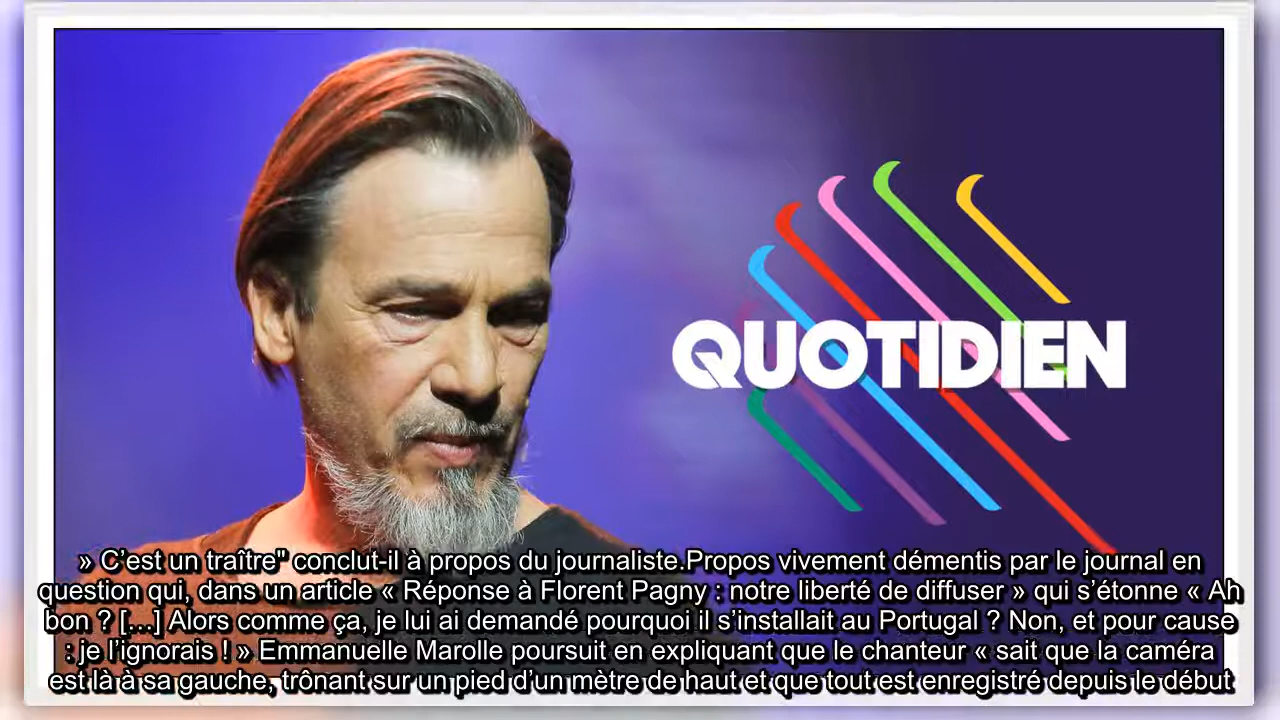 QUOTIDIEN
» C’est un traître" conclut-il à propos du journaliste.Propos vivement démentis par le journal en
question qui, dans un article « Réponse à Florent Pagny : notre liberté de diffuser » qui s’étonne « Ah
bon ? […] Alors comme ça, je lui ai demandé pourquoi il s’installait au Portugal ? Non, et pour cause
: je l’ignorais ! » Emmanuelle Marolle poursuit en expliquant que le chanteur « sait que la caméra
est là à sa gauche, trônant sur un pied d’un mètre de haut et que tout est enregistré depuis le début